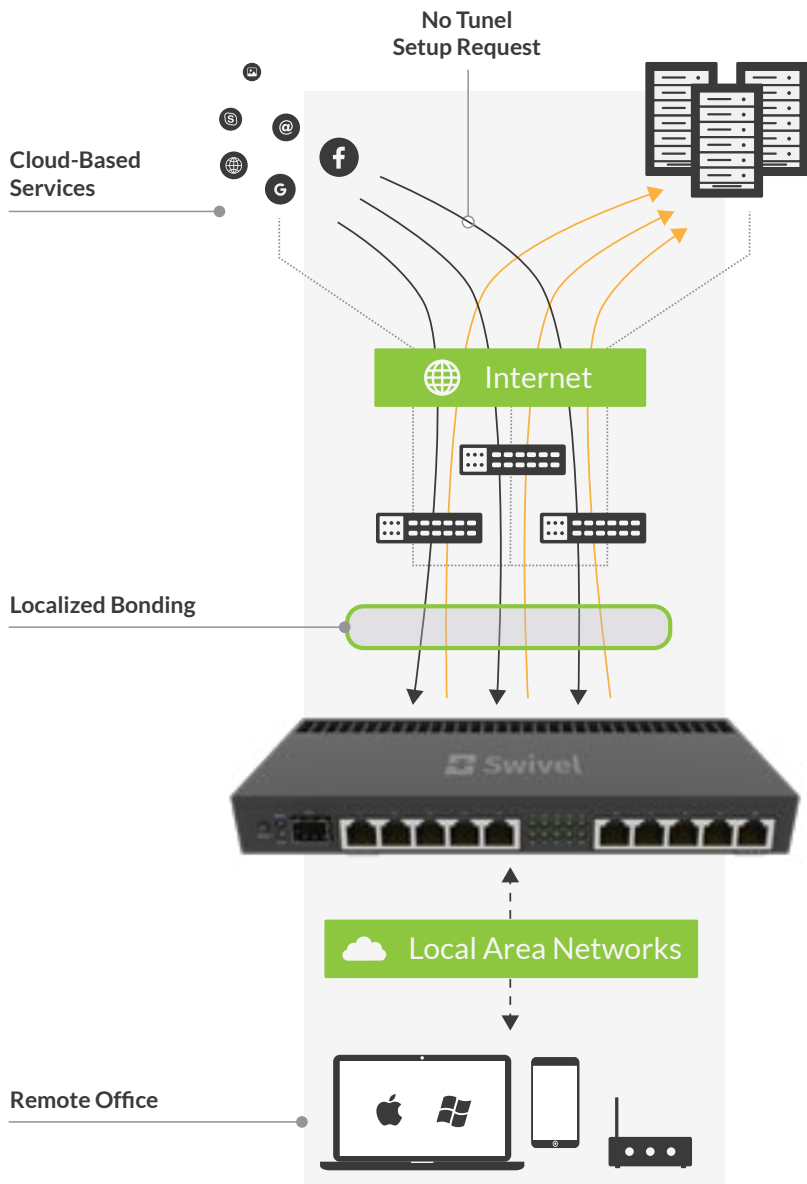 No Tunel
Setup Request
Cloud-Based
Services
Internet
Localized Bonding
Swivel
Local Area Networks
Remote Office